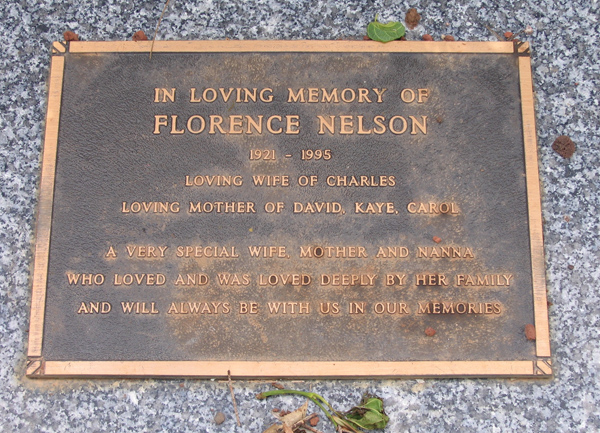 IN LOVING MEMORY OF
FLORENCE NELSON
1921 - 1995
LOVING WIFE OF CHARLES
LOVING MOTHER OF DAVID, KAYE, CAROL
A VERY SPECIAL WIFE, MOTHER AND NANNA
WHO LOVED AND WAS LOVED DEEPLY BY HER FAMILY
AND WILL ALWAYS BE WITH US IN OUR MEMORIES